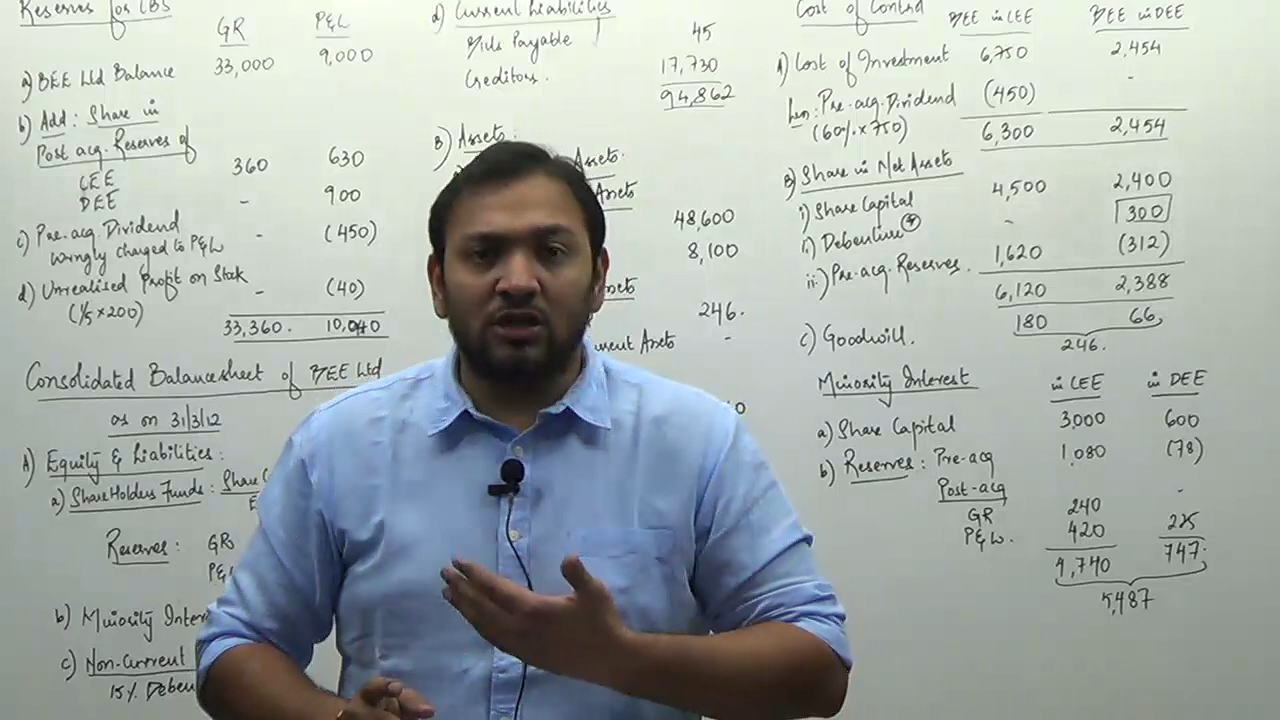 Reserves for CBS
GR P&L
a) BEE Ltd Balance 33,000 9,000
b) Add: Share in
Post acq. Reserves of
CEE 360 630
DEE - 900
c) Pre-acq. Dividend
wrongly charged to P&L - (450)
d) Unrealised Profit on Stock
(1/5 x 200) - (40)
33,360. 10,040
Consolidated Balancesheet of BEE Ltd
as on 31/3/12
A) Equity & Liabilities:
a) ShareHolders Funds: Share
Reserves: GR
b) Minority
c) Non-Current
15%
d) Current Liabilities
Bills Payable 45
Creditors. 17,730
94,862
B) Assets:
Assets.
Assets
48,600
8,100
Assets
246.
Assets -
Cost of Control BEE in CEE BEE in DEE
A) Cost of Investment 6,750 2,454
Less: Pre-acq. Dividend (450) -
(60% x 750)
6,300 2,454
B) Share in Net Assets
i) Share Capital 4,500 2,400
ii) Debenture - 300
iii) Pre-acq. Reserves. 1,620 (312)
6,120 2,388
C) Goodwill. 180 66
246.
Minority Interest in CEE in DEE
a) Share Capital 3,000 600
b) Reserves: Pre-acq 1,080 (78)
Post-acq
GR 240 -
P&L. 420 225
4,740 747.
5,487